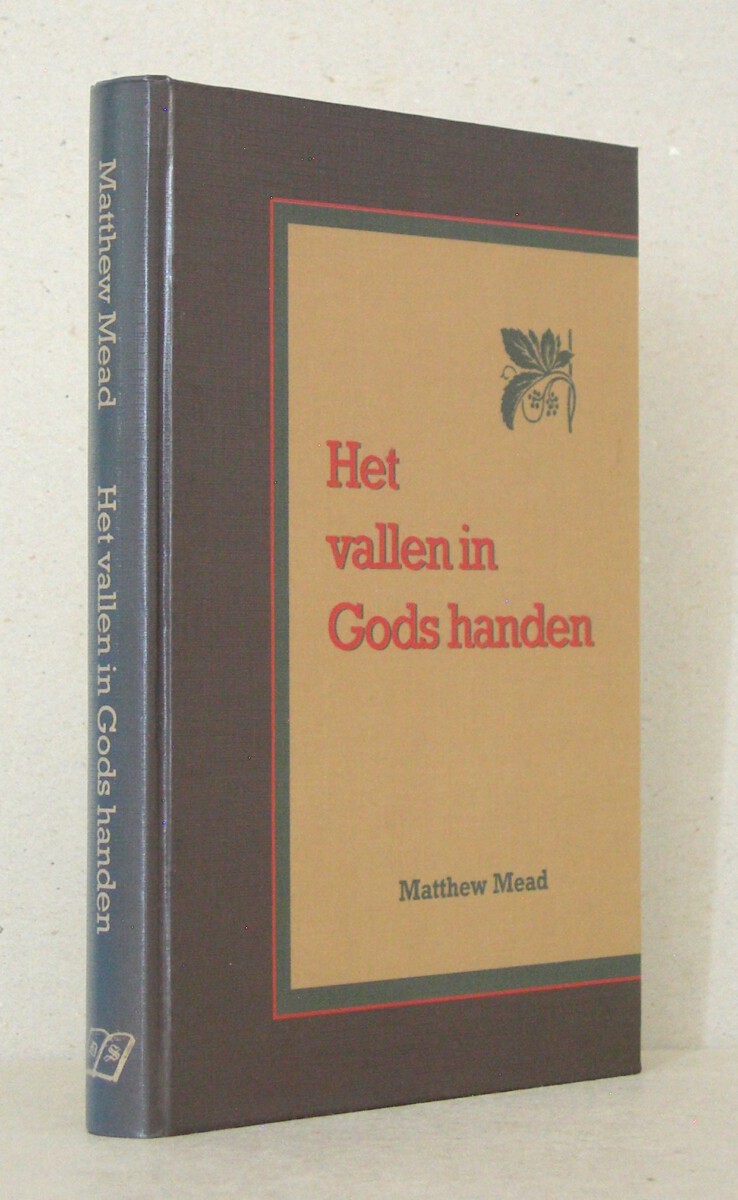 Matthew Mead Het vallen in Gods handen
Het
vallen in
Gods handen
Matthew Mead